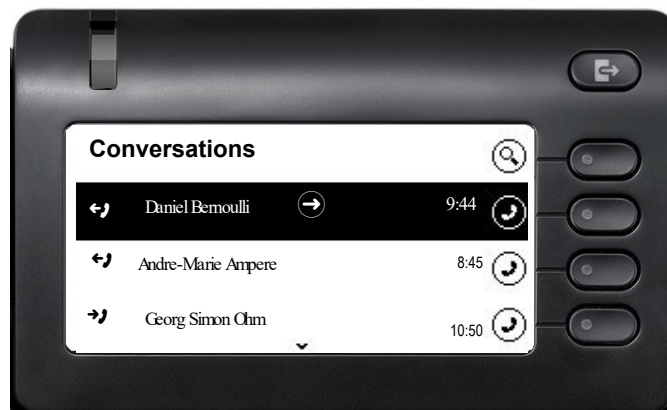 Conversations
Daniel Bernoulli 9:44
Andre-Marie Ampere 8:45
Georg Simon Ohm 10:50